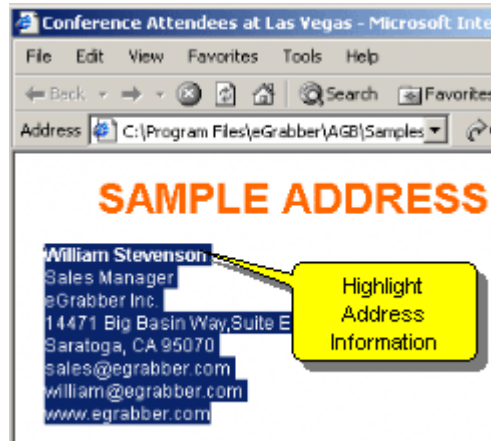 Conference Attendees at Las Vegas - Microsoft Inte
File Edit View Favorites Tools Help
Back Search Favorites
Address C:\Program Files\eGrabber\AGB\Samples
SAMPLE ADDRESS
William Stevenson
Sales Manager
eGrabber Inc.
14471 Big Basin Way,Suite E
Saratoga, CA 95070
sales@egrabber.com
william@egrabber.com
www.egrabber.com
Highlight
Address
Information